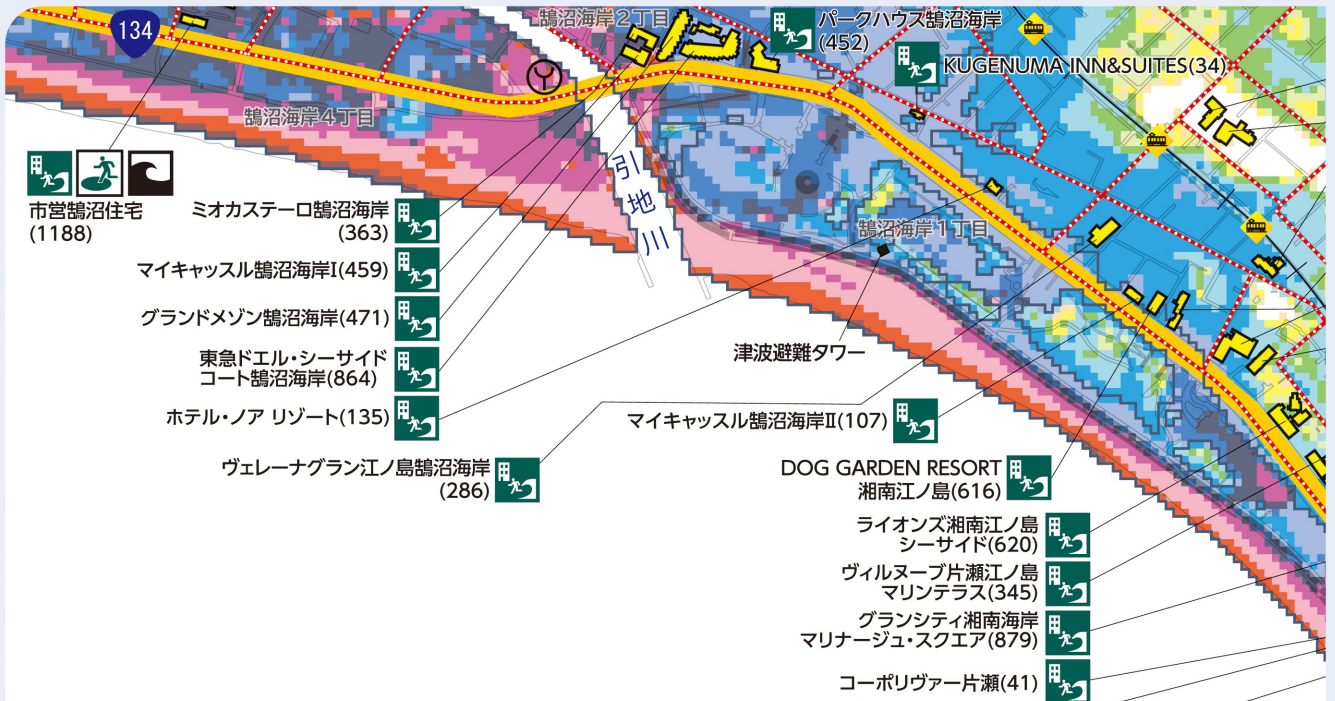 134
鵠沼海岸2丁目
パークハウス鵠沼海岸
(452)
KUGENUMA INN&SUITES(34)
鵠沼海岸4丁目
引地川
市営鵠沼住宅
(1188)
ミオカステーロ鵠沼海岸
(363)
鵠沼海岸1丁目
マイキャッスル鵠沼海岸I(459)
グランドメゾン鵠沼海岸(471)
東急ドエル・シーサイド
コート鵠沼海岸(864)
津波避難タワー
ホテル・ノア リゾート(135)
マイキャッスル鵠沼海岸II(107)
ヴェレーナグラン江ノ島鵠沼海岸
(286)
DOG GARDEN RESORT
湘南江ノ島(616)
ライオンズ湘南江ノ島
シーサイド(620)
ヴィルヌーブ片瀬江ノ島
マリンテラス(345)
グランシティ湘南海岸
マリナージュ・スクエア(879)
コーポリヴァー片瀬(41)